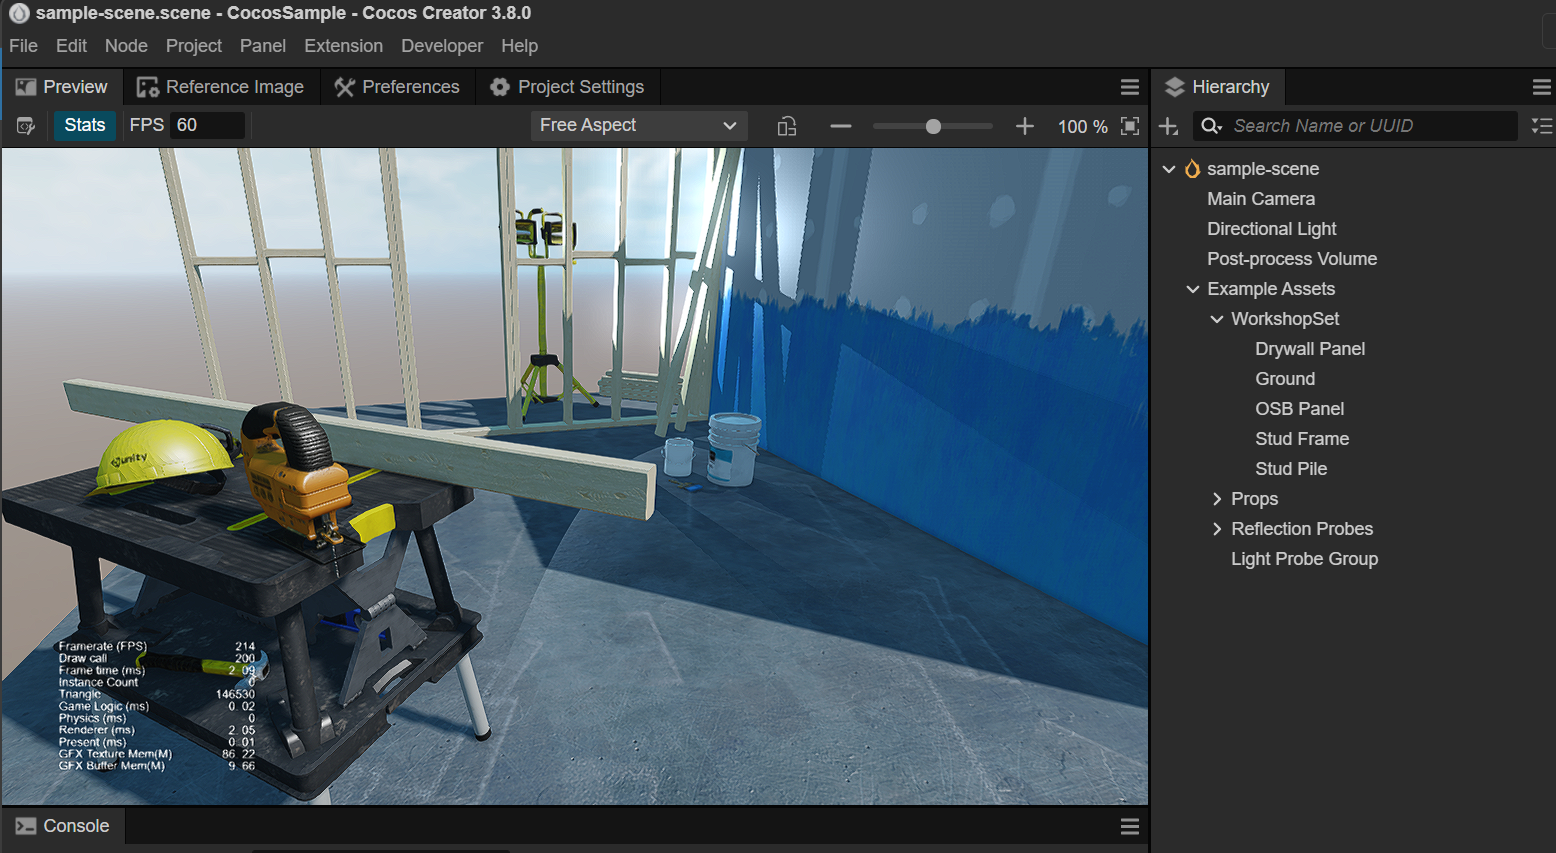 sample-scene.scene - CocosSample - Cocos Creator 3.8.0
File Edit Node Project Panel Extension Developer Help
Preview Reference Image Preferences Project Settings
Stats FPS 60 Free Aspect 100 %
unity
Framerate (FPS) 214
Draw call 200
Frame time (ms) 2.09
Instance Count 0
Triangle 146530
Game Logic (ms) 0.02
Physics (ms) 0
Renderer (ms) 2.05
Present (ms) 0.01
GFX Texture Mem(M) 86.22
GFX Buffer Mem(M) 9.66
Console
Hierarchy
Search Name or UUID
sample-scene
Main Camera
Directional Light
Post-process Volume
Example Assets
WorkshopSet
Drywall Panel
Ground
OSB Panel
Stud Frame
Stud Pile
Props
Reflection Probes
Light Probe Group